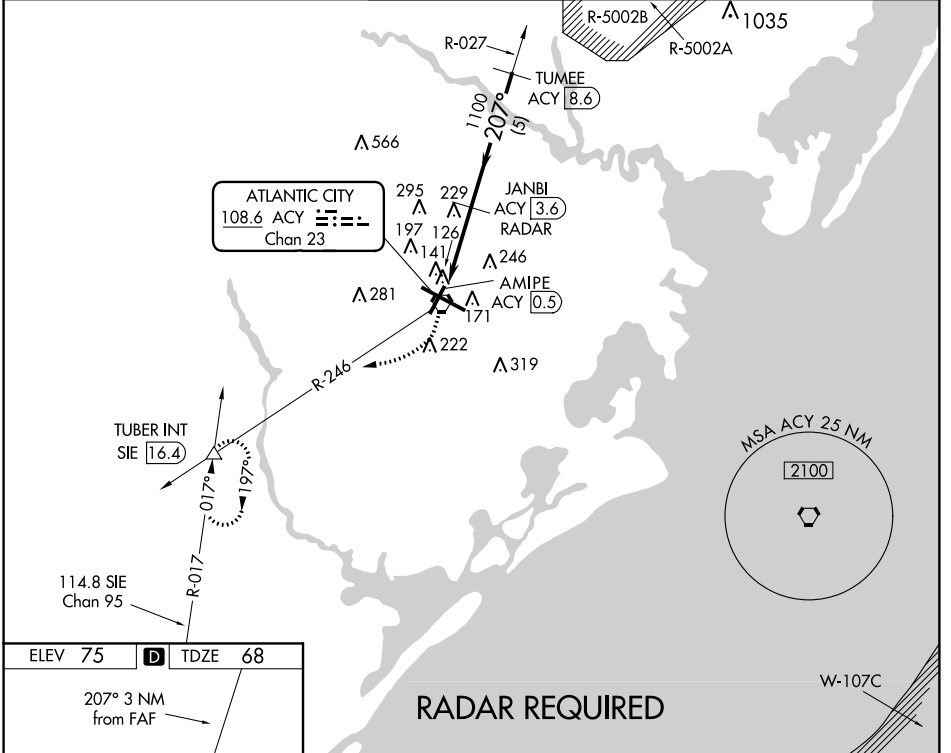 R-5002B
1035
R-5002A
R-027
TUMEE
ACY 8.6
1100
207°
(5)
566
ATLANTIC CITY
108.6 ACY
Chan 23
295
229
JANBI
ACY 3.6
RADAR
197
126
141
246
AMIPE
ACY 0.5
281
171
222
319
R-246
TUBER INT
SIE 16.4
017°
197°
MSA ACY 25 NM
2100
R-017
114.8 SIE
Chan 95
ELEV 75 D TDZE 68
207° 3 NM
from FAF
RADAR REQUIRED
W-107C